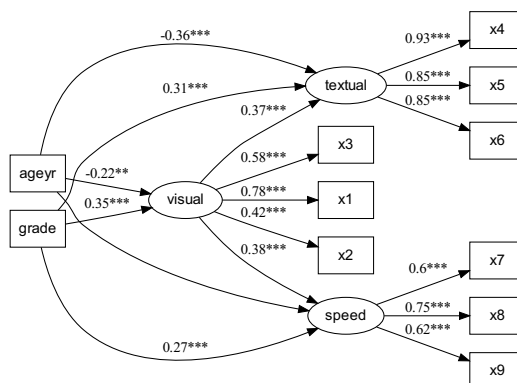 x4
-0.36***
0.93***
x5
textual
0.85***
0.31***
0.85***
0.37***
x6
x3
0.58***
ageyr
-0.22**
visual
0.78***
x1
grade
0.35***
0.42***
x2
0.38***
x7
0.6***
speed
0.75***
x8
0.62***
0.27***
x9